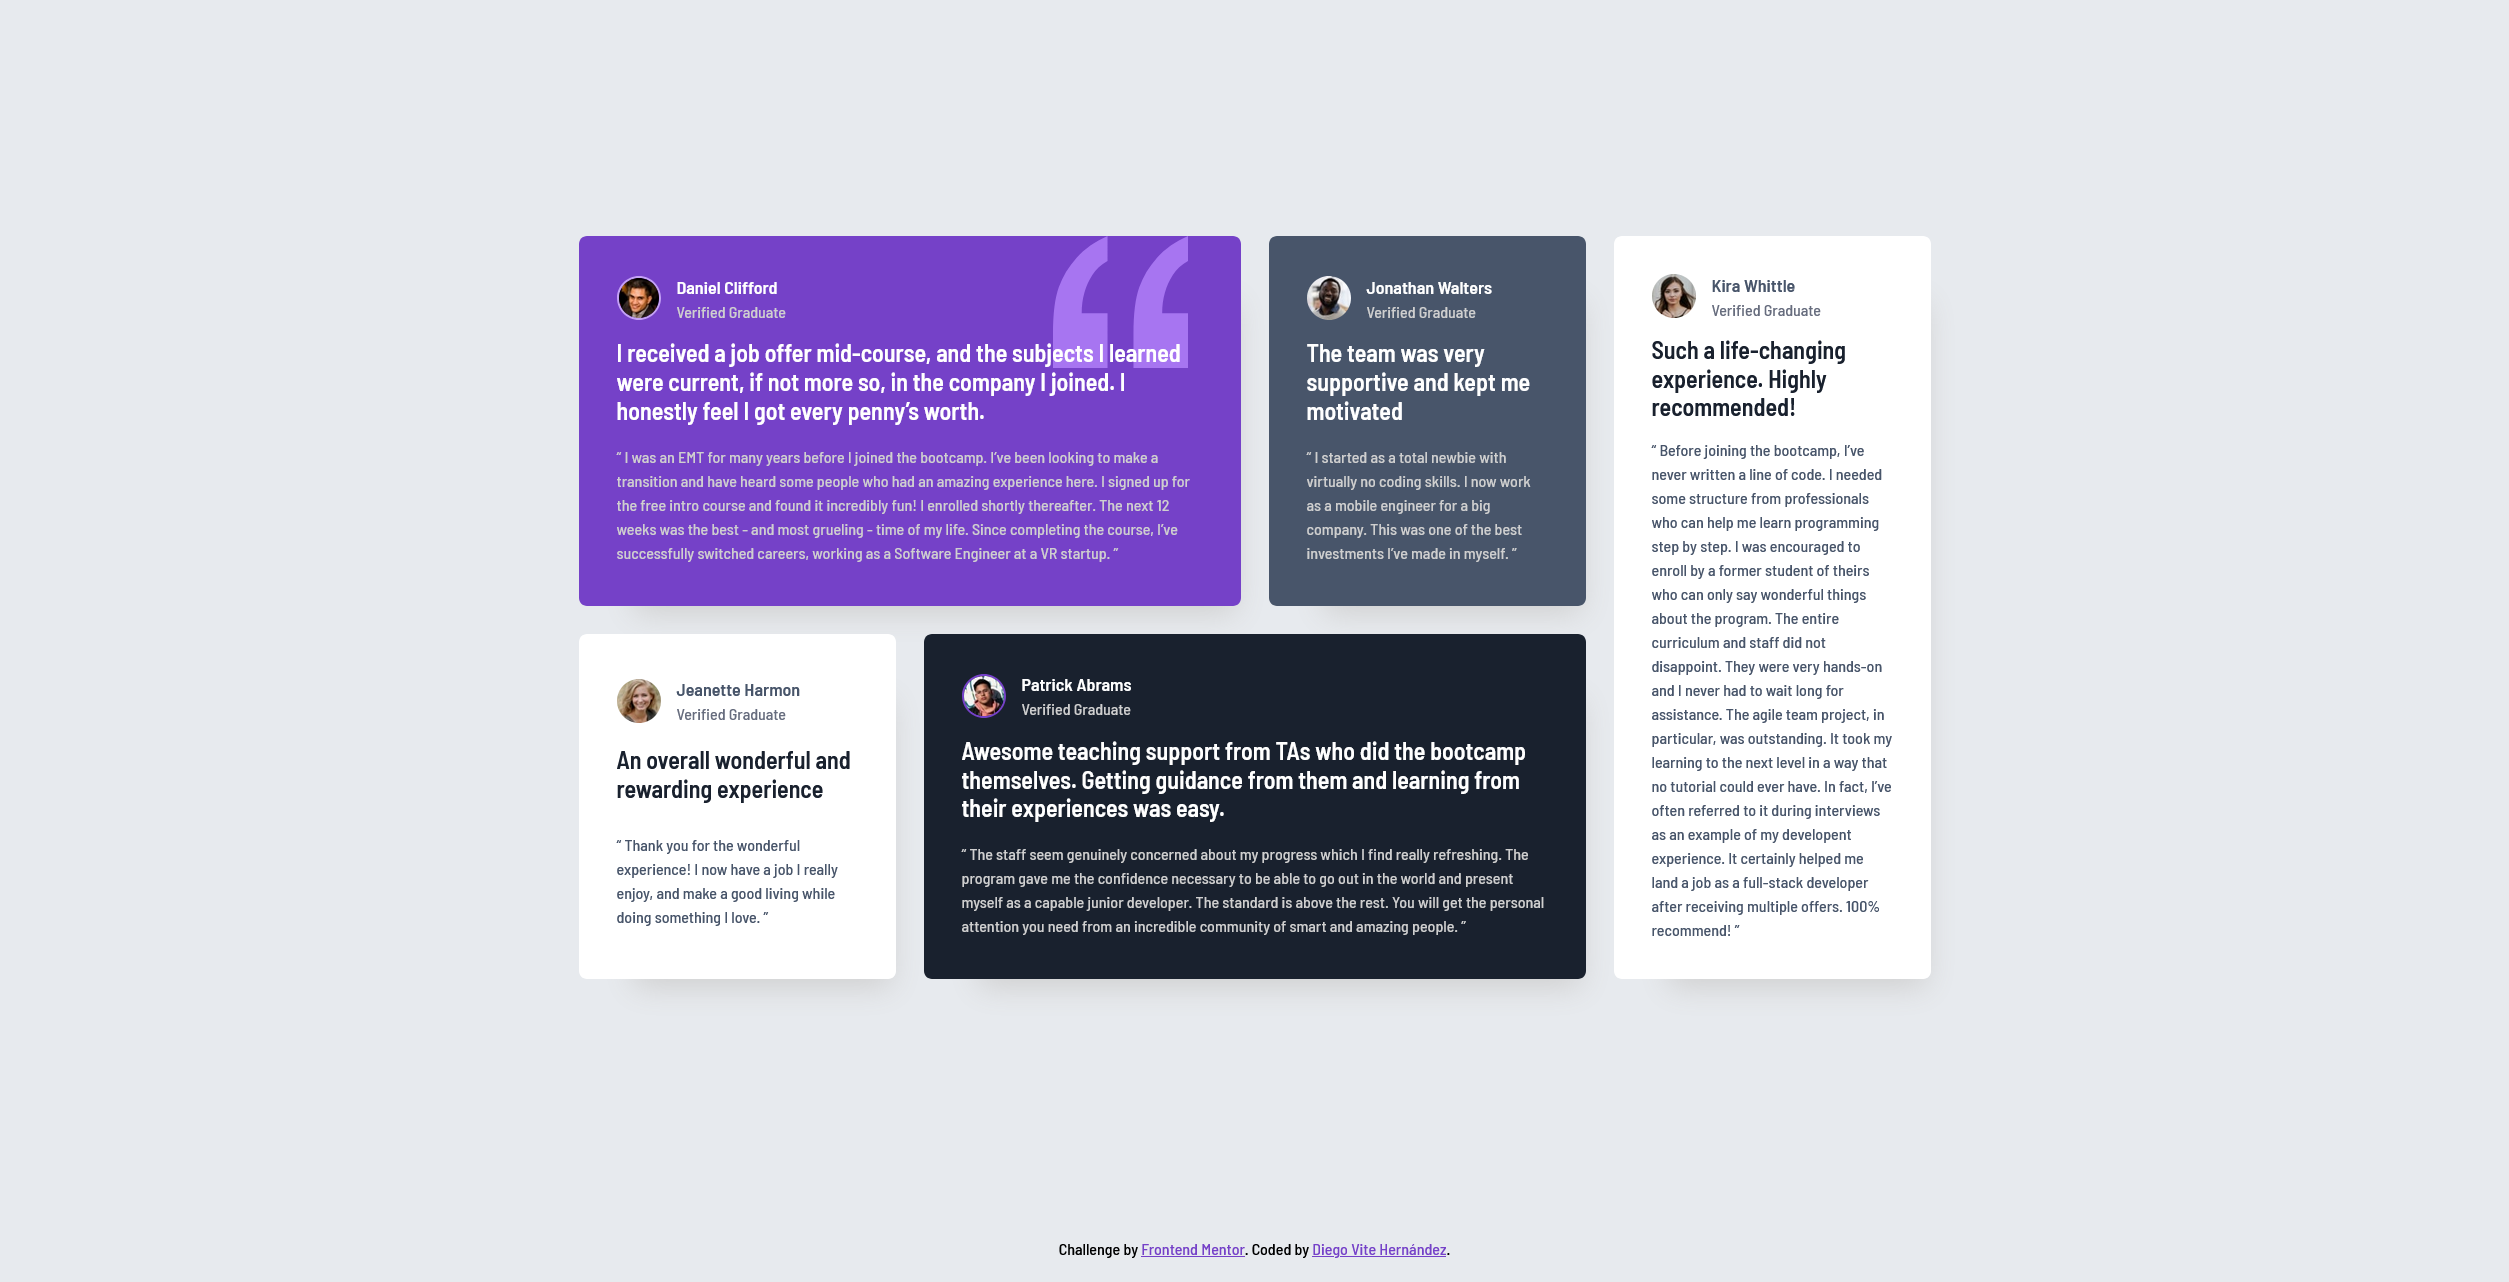 Daniel Clifford
Verified Graduate
I received a job offer mid-course, and the subjects I learned
were current, if not more so, in the company I joined. I
honestly feel I got every penny’s worth.
“ I was an EMT for many years before I joined the bootcamp. I’ve been looking to make a
transition and have heard some people who had an amazing experience here. I signed up for
the free intro course and found it incredibly fun! I enrolled shortly thereafter. The next 12
weeks was the best - and most grueling - time of my life. Since completing the course, I’ve
successfully switched careers, working as a Software Engineer at a VR startup. ”
Jonathan Walters
Verified Graduate
The team was very
supportive and kept me
motivated
“ I started as a total newbie with
virtually no coding skills. I now work
as a mobile engineer for a big
company. This was one of the best
investments I’ve made in myself. ”
Kira Whittle
Verified Graduate
Such a life-changing
experience. Highly
recommended!
“ Before joining the bootcamp, I’ve
never written a line of code. I needed
some structure from professionals
who can help me learn programming
step by step. I was encouraged to
enroll by a former student of theirs
who can only say wonderful things
about the program. The entire
curriculum and staff did not
disappoint. They were very hands-on
and I never had to wait long for
assistance. The agile team project, in
particular, was outstanding. It took my
learning to the next level in a way that
no tutorial could ever have. In fact, I’ve
often referred to it during interviews
as an example of my developent
experience. It certainly helped me
land a job as a full-stack developer
after receiving multiple offers. 100%
recommend! ”
Jeanette Harmon
Verified Graduate
An overall wonderful and
rewarding experience
“ Thank you for the wonderful
experience! I now have a job I really
enjoy, and make a good living while
doing something I love. ”
Patrick Abrams
Verified Graduate
Awesome teaching support from TAs who did the bootcamp
themselves. Getting guidance from them and learning from
their experiences was easy.
“ The staff seem genuinely concerned about my progress which I find really refreshing. The
program gave me the confidence necessary to be able to go out in the world and present
myself as a capable junior developer. The standard is above the rest. You will get the personal
attention you need from an incredible community of smart and amazing people. ”
Challenge by Frontend Mentor. Coded by Diego Vite Hernández.